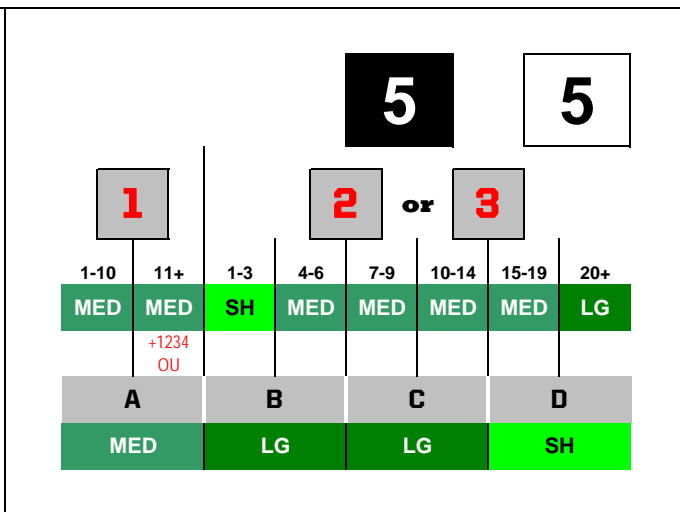 5 5
1 2 or 3
1-10 11+ 1-3 4-6 7-9 10-14 15-19 20+
MED MED SH MED MED MED MED LG
+1234
OU
A B C D
MED LG LG SH